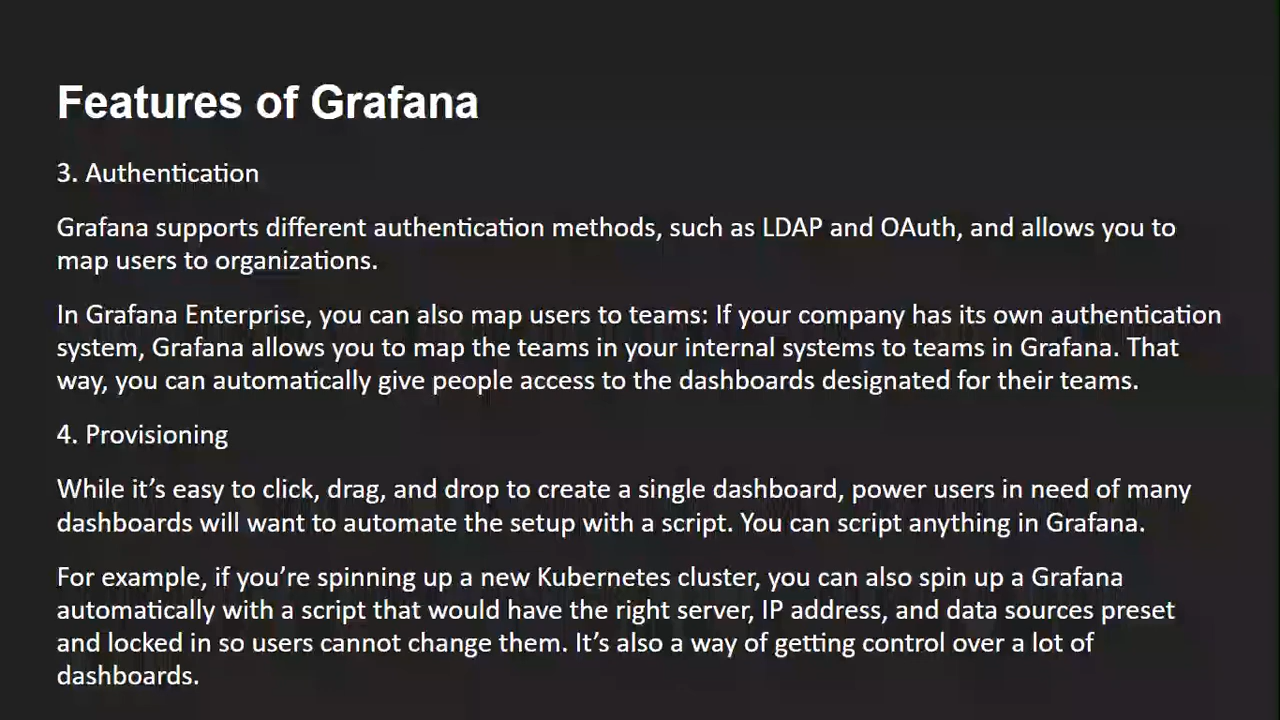 Features of Grafana
3. Authentication
Grafana supports different authentication methods, such as LDAP and OAuth, and allows you to
map users to organizations.
In Grafana Enterprise, you can also map users to teams: If your company has its own authentication
system, Grafana allows you to map the teams in your internal systems to teams in Grafana. That
way, you can automatically give people access to the dashboards designated for their teams.
4. Provisioning
While it’s easy to click, drag, and drop to create a single dashboard, power users in need of many
dashboards will want to automate the setup with a script. You can script anything in Grafana.
For example, if you’re spinning up a new Kubernetes cluster, you can also spin up a Grafana
automatically with a script that would have the right server, IP address, and data sources preset
and locked in so users cannot change them. It’s also a way of getting control over a lot of
dashboards.